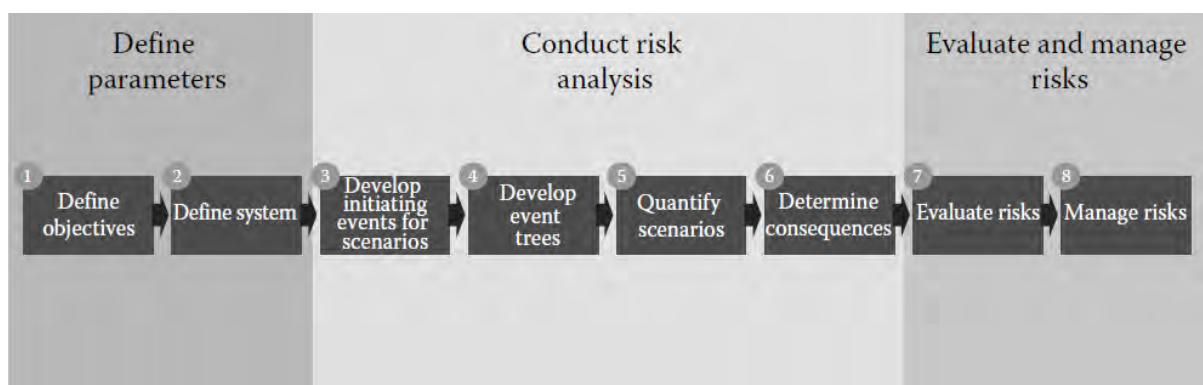 Define
parameters
Conduct risk
analysis
Evaluate and manage
risks
1
Define
objectives
2
Define system
3
Develop
initiating
events for
scenarios
4
Develop
event
trees
5
Quantify
scenarios
6
Determine
consequences
7
Evaluate risks
8
Manage risks